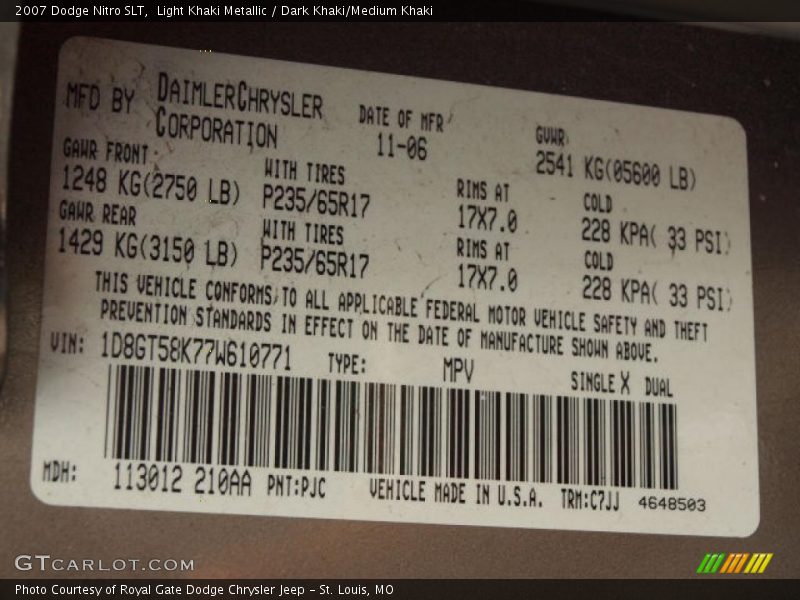 2007 Dodge Nitro SLT,  Light Khaki Metallic / Dark Khaki/Medium Khaki
MFD BY DAIMLERCHRYSLER CORPORATION
DATE OF MFR
11-06
GVWR
2541 KG(05600 LB)
GAWR FRONT
1248 KG(2750 LB)
WITH TIRES
P235/65R17
RIMS AT
17X7.0
COLD
228 KPA( 33 PSI)
GAWR REAR
1429 KG(3150 LB)
WITH TIRES
P235/65R17
RIMS AT
17X7.0
COLD
228 KPA( 33 PSI)
THIS VEHICLE CONFORMS TO ALL APPLICABLE FEDERAL MOTOR VEHICLE SAFETY AND THEFT
PREVENTION STANDARDS IN EFFECT ON THE DATE OF MANUFACTURE SHOWN ABOVE.
VIN: 1D8GT58K77W610771 TYPE: MPV SINGLE X DUAL
MDH: 113012 210AA PNT:PJC VEHICLE MADE IN U.S.A. TRM:C7JJ 4648503
GTCARLOT.COM
Photo Courtesy of Royal Gate Dodge Chrysler Jeep - St. Louis, MO